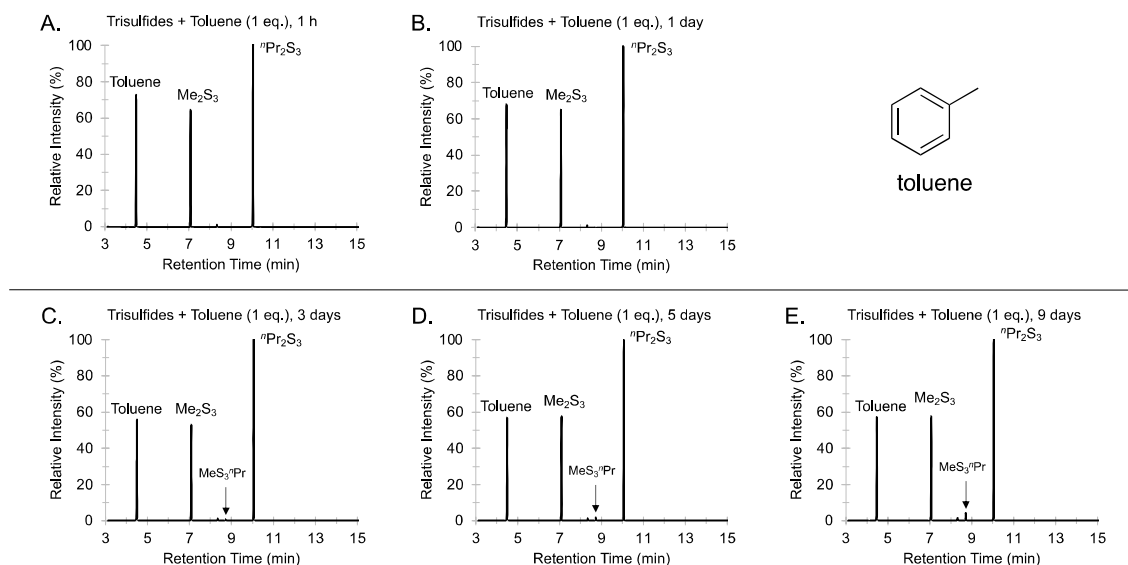 A. Trisulfides + Toluene (1 eq.), 1 h
ⁿPr₂S₃
Toluene
Me₂S₃
Relative Intensity (%)
100
80
60
40
20
0
3 5 7 9 11 13 15
Retention Time (min)
B. Trisulfides + Toluene (1 eq.), 1 day
ⁿPr₂S₃
Toluene
Me₂S₃
Relative Intensity (%)
100
80
60
40
20
0
3 5 7 9 11 13 15
Retention Time (min)
toluene
C. Trisulfides + Toluene (1 eq.), 3 days
ⁿPr₂S₃
Toluene
Me₂S₃
MeS₃ⁿPr
Relative Intensity (%)
100
80
60
40
20
0
3 5 7 9 11 13 15
Retention Time (min)
D. Trisulfides + Toluene (1 eq.), 5 days
ⁿPr₂S₃
Toluene
Me₂S₃
MeS₃ⁿPr
Relative Intensity (%)
100
80
60
40
20
0
3 5 7 9 11 13 15
Retention Time (min)
E. Trisulfides + Toluene (1 eq.), 9 days
ⁿPr₂S₃
Toluene
Me₂S₃
MeS₃ⁿPr
Relative Intensity (%)
100
80
60
40
20
0
3 5 7 9 11 13 15
Retention Time (min)